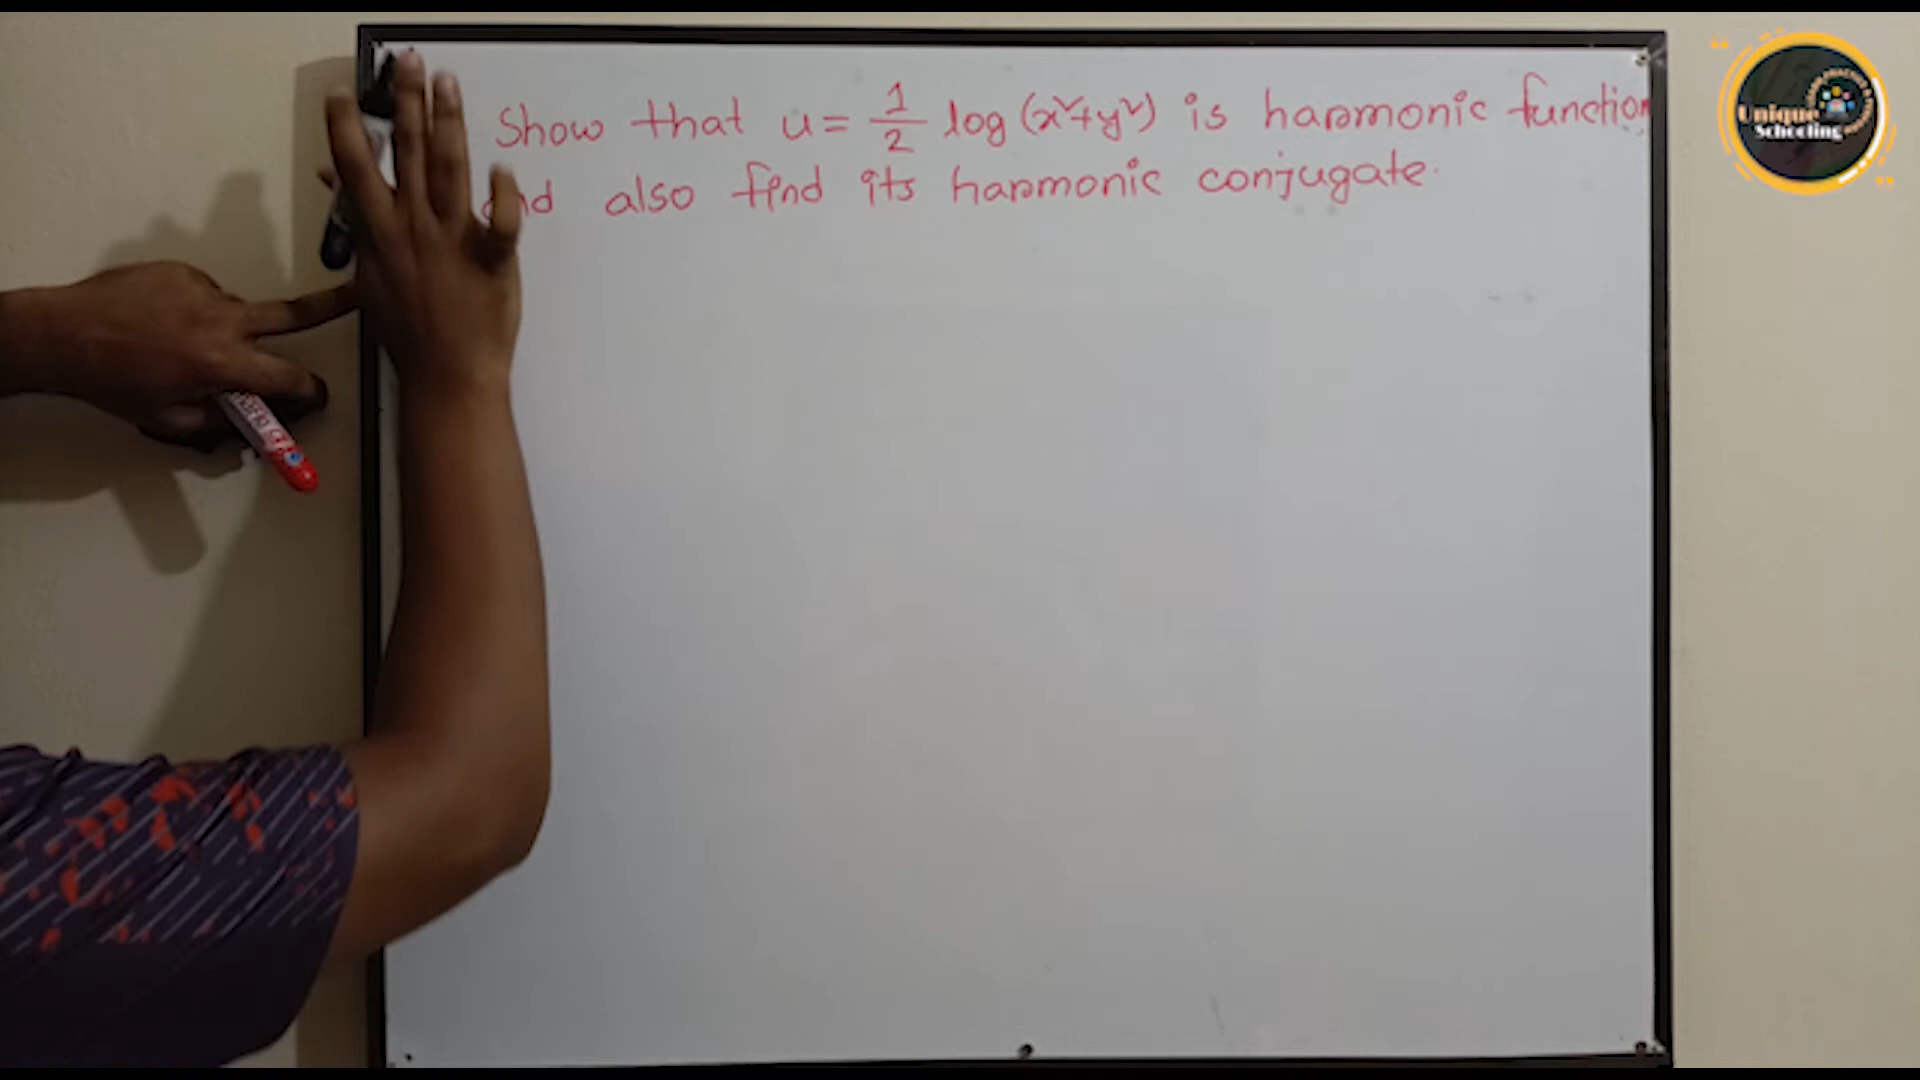 Show that u = 1/2 log (x²+y²) is harmonic function
and also find its harmonic conjugate.
Unique
Schooling